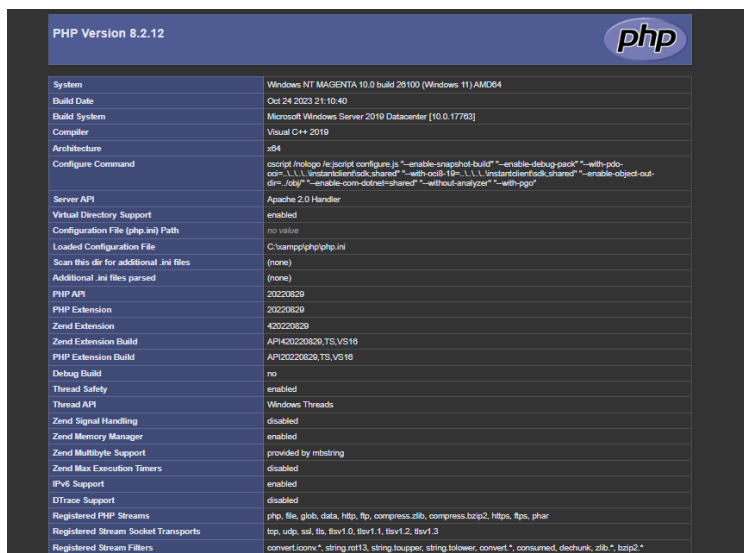 PHP Version 8.2.12
php
System Windows NT MAGENTA 10.0 build 26100 (Windows 11) AMD64
Build Date Oct 24 2023 21:10:40
Build System Microsoft Windows Server 2019 Datacenter [10.0.17763]
Compiler Visual C++ 2019
Architecture x64
Configure Command cscript /nologo /e:jscript configure.js "--enable-snapshot-build" "--enable-debug-pack" "--with-pdo-
oci=..\..\..\..\instantclient\sdk,shared" "--with-oci8-19=..\..\..\..\instantclient\sdk,shared" "--enable-object-out-
dir=../obj/" "--enable-com-dotnet=shared" "--without-analyzer" "--with-pgo"
Server API Apache 2.0 Handler
Virtual Directory Support enabled
Configuration File (php.ini) Path no value
Loaded Configuration File C:\xampp\php\php.ini
Scan this dir for additional .ini files (none)
Additional .ini files parsed (none)
PHP API 20220829
PHP Extension 20220829
Zend Extension 420220829
Zend Extension Build API420220829,TS,VS16
PHP Extension Build API20220829,TS,VS16
Debug Build no
Thread Safety enabled
Thread API Windows Threads
Zend Signal Handling disabled
Zend Memory Manager enabled
Zend Multibyte Support provided by mbstring
Zend Max Execution Timers disabled
IPv6 Support enabled
DTrace Support disabled
Registered PHP Streams php, file, glob, data, http, ftp, compress.zlib, compress.bzip2, https, ftps, phar
Registered Stream Socket Transports tcp, udp, ssl, tls, tlsv1.0, tlsv1.1, tlsv1.2, tlsv1.3
Registered Stream Filters convert.iconv.*, string.rot13, string.toupper, string.tolower, convert.*, consumed, dechunk, zlib.*, bzip2.*